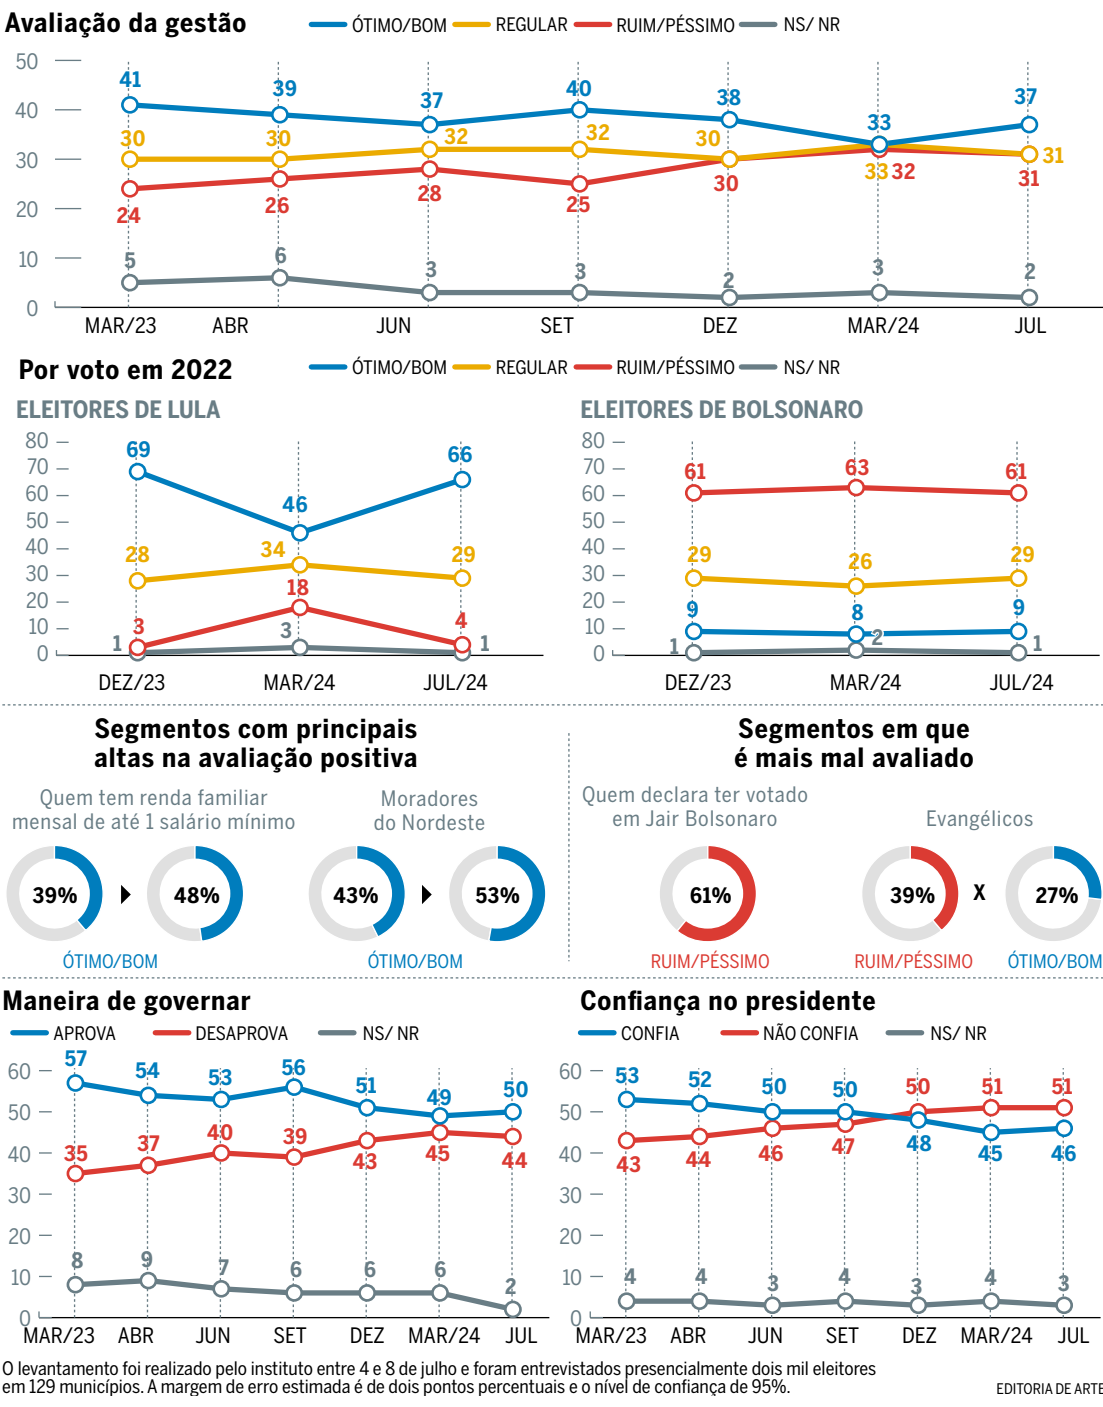 Avaliação da gestão
ÓTIMO/BOM REGULAR RUIM/PÉSSIMO NS/ NR
50
40
30
20
10
0
41 39 37 40 38 33 37
30 30 32 32 30 33 31
24 26 28 25 30 32 31
5 6 3 3 2 3 2
MAR/23 ABR JUN SET DEZ MAR/24 JUL
Por voto em 2022
ÓTIMO/BOM REGULAR RUIM/PÉSSIMO NS/ NR
ELEITORES DE LULA
80
70
60
50
40
30
20
10
0
69 46 66
28 34 29
3 18 4
1 3 1
DEZ/23 MAR/24 JUL/24
ELEITORES DE BOLSONARO
80
70
60
50
40
30
20
10
0
61 63 61
29 26 29
9 8 9
1 2 1
DEZ/23 MAR/24 JUL/24
Segmentos com principais
altas na avaliação positiva
Quem tem renda familiar
mensal de até 1 salário mínimo
39% 48%
ÓTIMO/BOM
Moradores
do Nordeste
43% 53%
ÓTIMO/BOM
Segmentos em que
é mais mal avaliado
Quem declara ter votado
em Jair Bolsonaro
61%
RUIM/PÉSSIMO
Evangélicos
39% X 27%
RUIM/PÉSSIMO ÓTIMO/BOM
Maneira de governar
APROVA DESAPROVA NS/ NR
60
50
40
30
20
10
0
57 54 53 56 51 49 50
35 37 40 39 43 45 44
8 9 7 6 6 6 2
MAR/23 ABR JUN SET DEZ MAR/24 JUL
Confiança no presidente
CONFIA NÃO CONFIA NS/ NR
60
50
40
30
20
10
0
53 52 50 50 48 45 46
43 44 46 47 50 51 51
4 4 3 4 3 4 3
MAR/23 ABR JUN SET DEZ MAR/24 JUL
O levantamento foi realizado pelo instituto entre 4 e 8 de julho e foram entrevistados presencialmente dois mil eleitores
em 129 municípios. A margem de erro estimada é de dois pontos percentuais e o nível de confiança de 95%.
EDITORIA DE ARTE